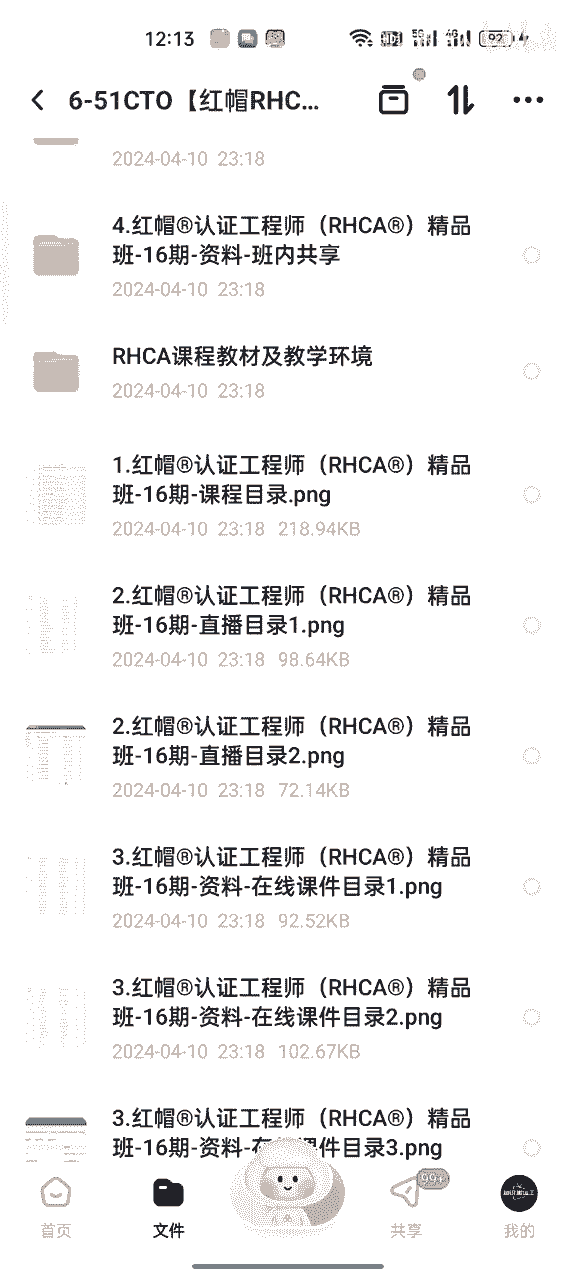 12:13
6-51CTO【红帽RHC...
2024-04-10 23:18
4.红帽®认证工程师（RHCA®）精品
班-16期-资料-班内共享
2024-04-10 23:18
RHCA课程教材及教学环境
2024-04-10 23:18
1.红帽®认证工程师（RHCA®）精品
班-16期-课程目录.png
2024-04-10 23:18 218.94KB
2.红帽®认证工程师（RHCA®）精品
班-16期-直播目录1.png
2024-04-10 23:18 98.64KB
2.红帽®认证工程师（RHCA®）精品
班-16期-直播目录2.png
2024-04-10 23:18 72.14KB
3.红帽®认证工程师（RHCA®）精品
班-16期-资料-在线课件目录1.png
2024-04-10 23:18 92.52KB
3.红帽®认证工程师（RHCA®）精品
班-16期-资料-在线课件目录2.png
2024-04-10 23:18 102.67KB
3.红帽®认证工程师（RHCA®）精品
班-16期-资料-在线课件目录3.png
99+
首页
文件
共享
我的